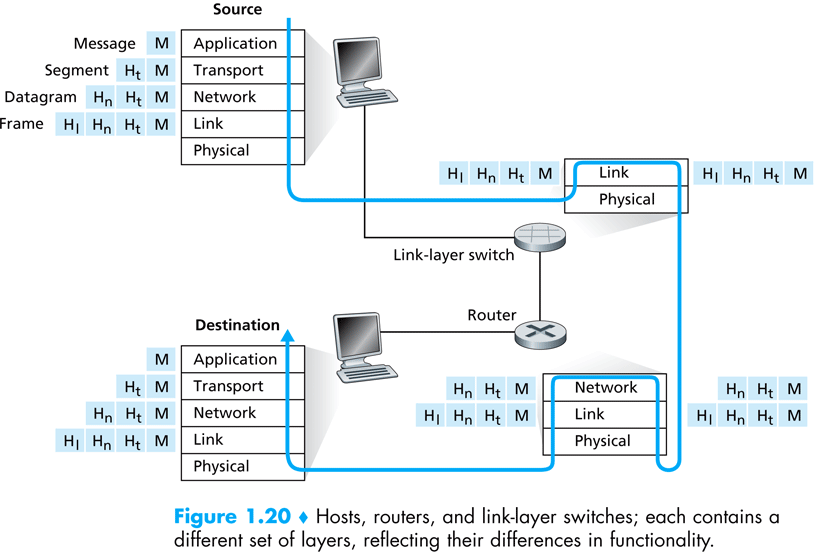 Source
Message M Application
Segment Ht M Transport
Datagram Hn Ht M Network
Frame Hl Hn Ht M Link
Physical
Hl Hn Ht M Link Hl Hn Ht M
Physical
Link-layer switch
Router
Destination
M Application
Ht M Transport
Hn Ht M Network
Hl Hn Ht M Link
Physical
Hn Ht M Network Hn Ht M
Hl Hn Ht M Link Hl Hn Ht M
Physical
Figure 1.20 ♦ Hosts, routers, and link-layer switches; each contains a
different set of layers, reflecting their differences in functionality.